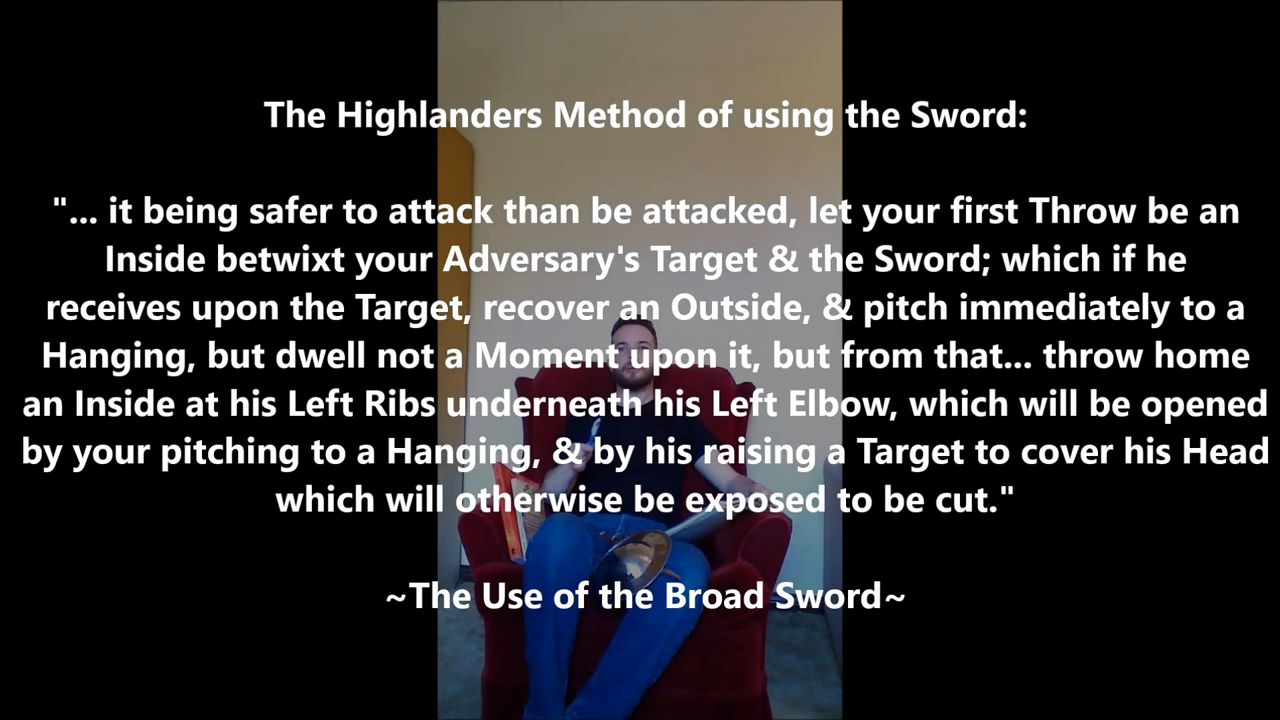 The Highlanders Method of using the Sword:
"... it being safer to attack than be attacked, let your first Throw be an
Inside betwixt your Adversary's Target & the Sword; which if he
receives upon the Target, recover an Outside, & pitch immediately to a
Hanging, but dwell not a Moment upon it, but from that... throw home
an Inside at his Left Ribs underneath his Left Elbow, which will be opened
by your pitching to a Hanging, & by his raising a Target to cover his Head
which will otherwise be exposed to be cut."
~The Use of the Broad Sword~